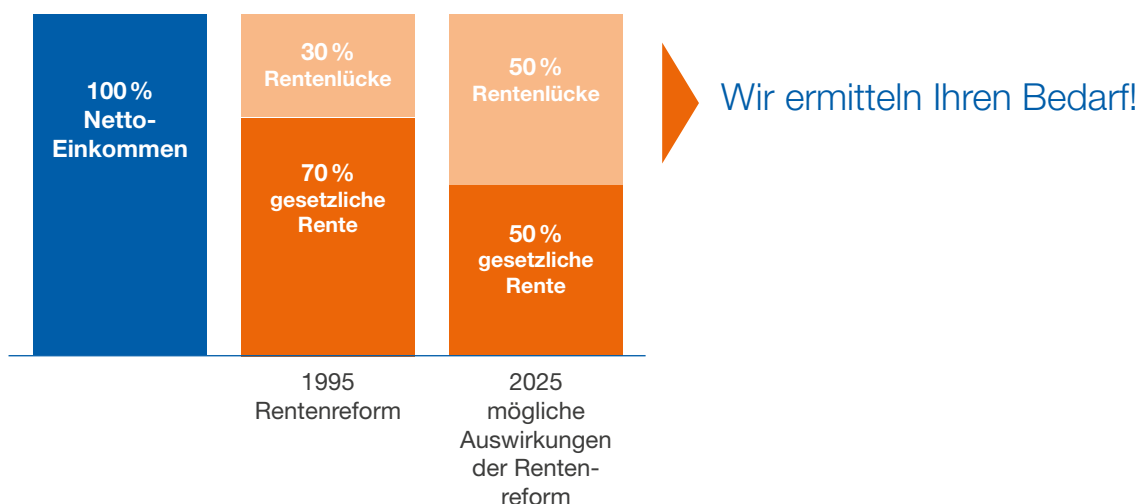 100 %
Netto-
Einkommen
30 %
Rentenlücke
70 %
gesetzliche
Rente
50 %
Rentenlücke
50 %
gesetzliche
Rente
Wir ermitteln Ihren Bedarf!
1995
Rentenreform
2025
mögliche
Auswirkungen
der Renten-
reform